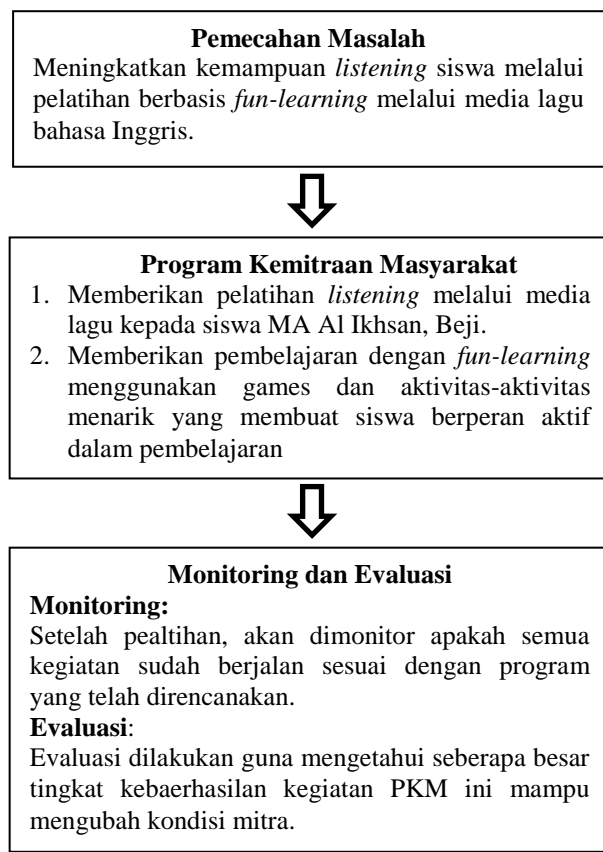 Pemecahan Masalah
Meningkatkan kemampuan listening siswa melalui
pelatihan berbasis fun-learning melalui media lagu
bahasa Inggris.
Program Kemitraan Masyarakat
1. Memberikan pelatihan listening melalui media
lagu kepada siswa MA Al Ikhsan, Beji.
2. Memberikan pembelajaran dengan fun-learning
menggunakan games dan aktivitas-aktivitas
menarik yang membuat siswa berperan aktif
dalam pembelajaran
Monitoring dan Evaluasi
Monitoring:
Setelah pealtihan, akan dimonitor apakah semua
kegiatan sudah berjalan sesuai dengan program
yang telah direncanakan.
Evaluasi:
Evaluasi dilakukan guna mengetahui seberapa besar
tingkat kebaerhasilan kegiatan PKM ini mampu
mengubah kondisi mitra.